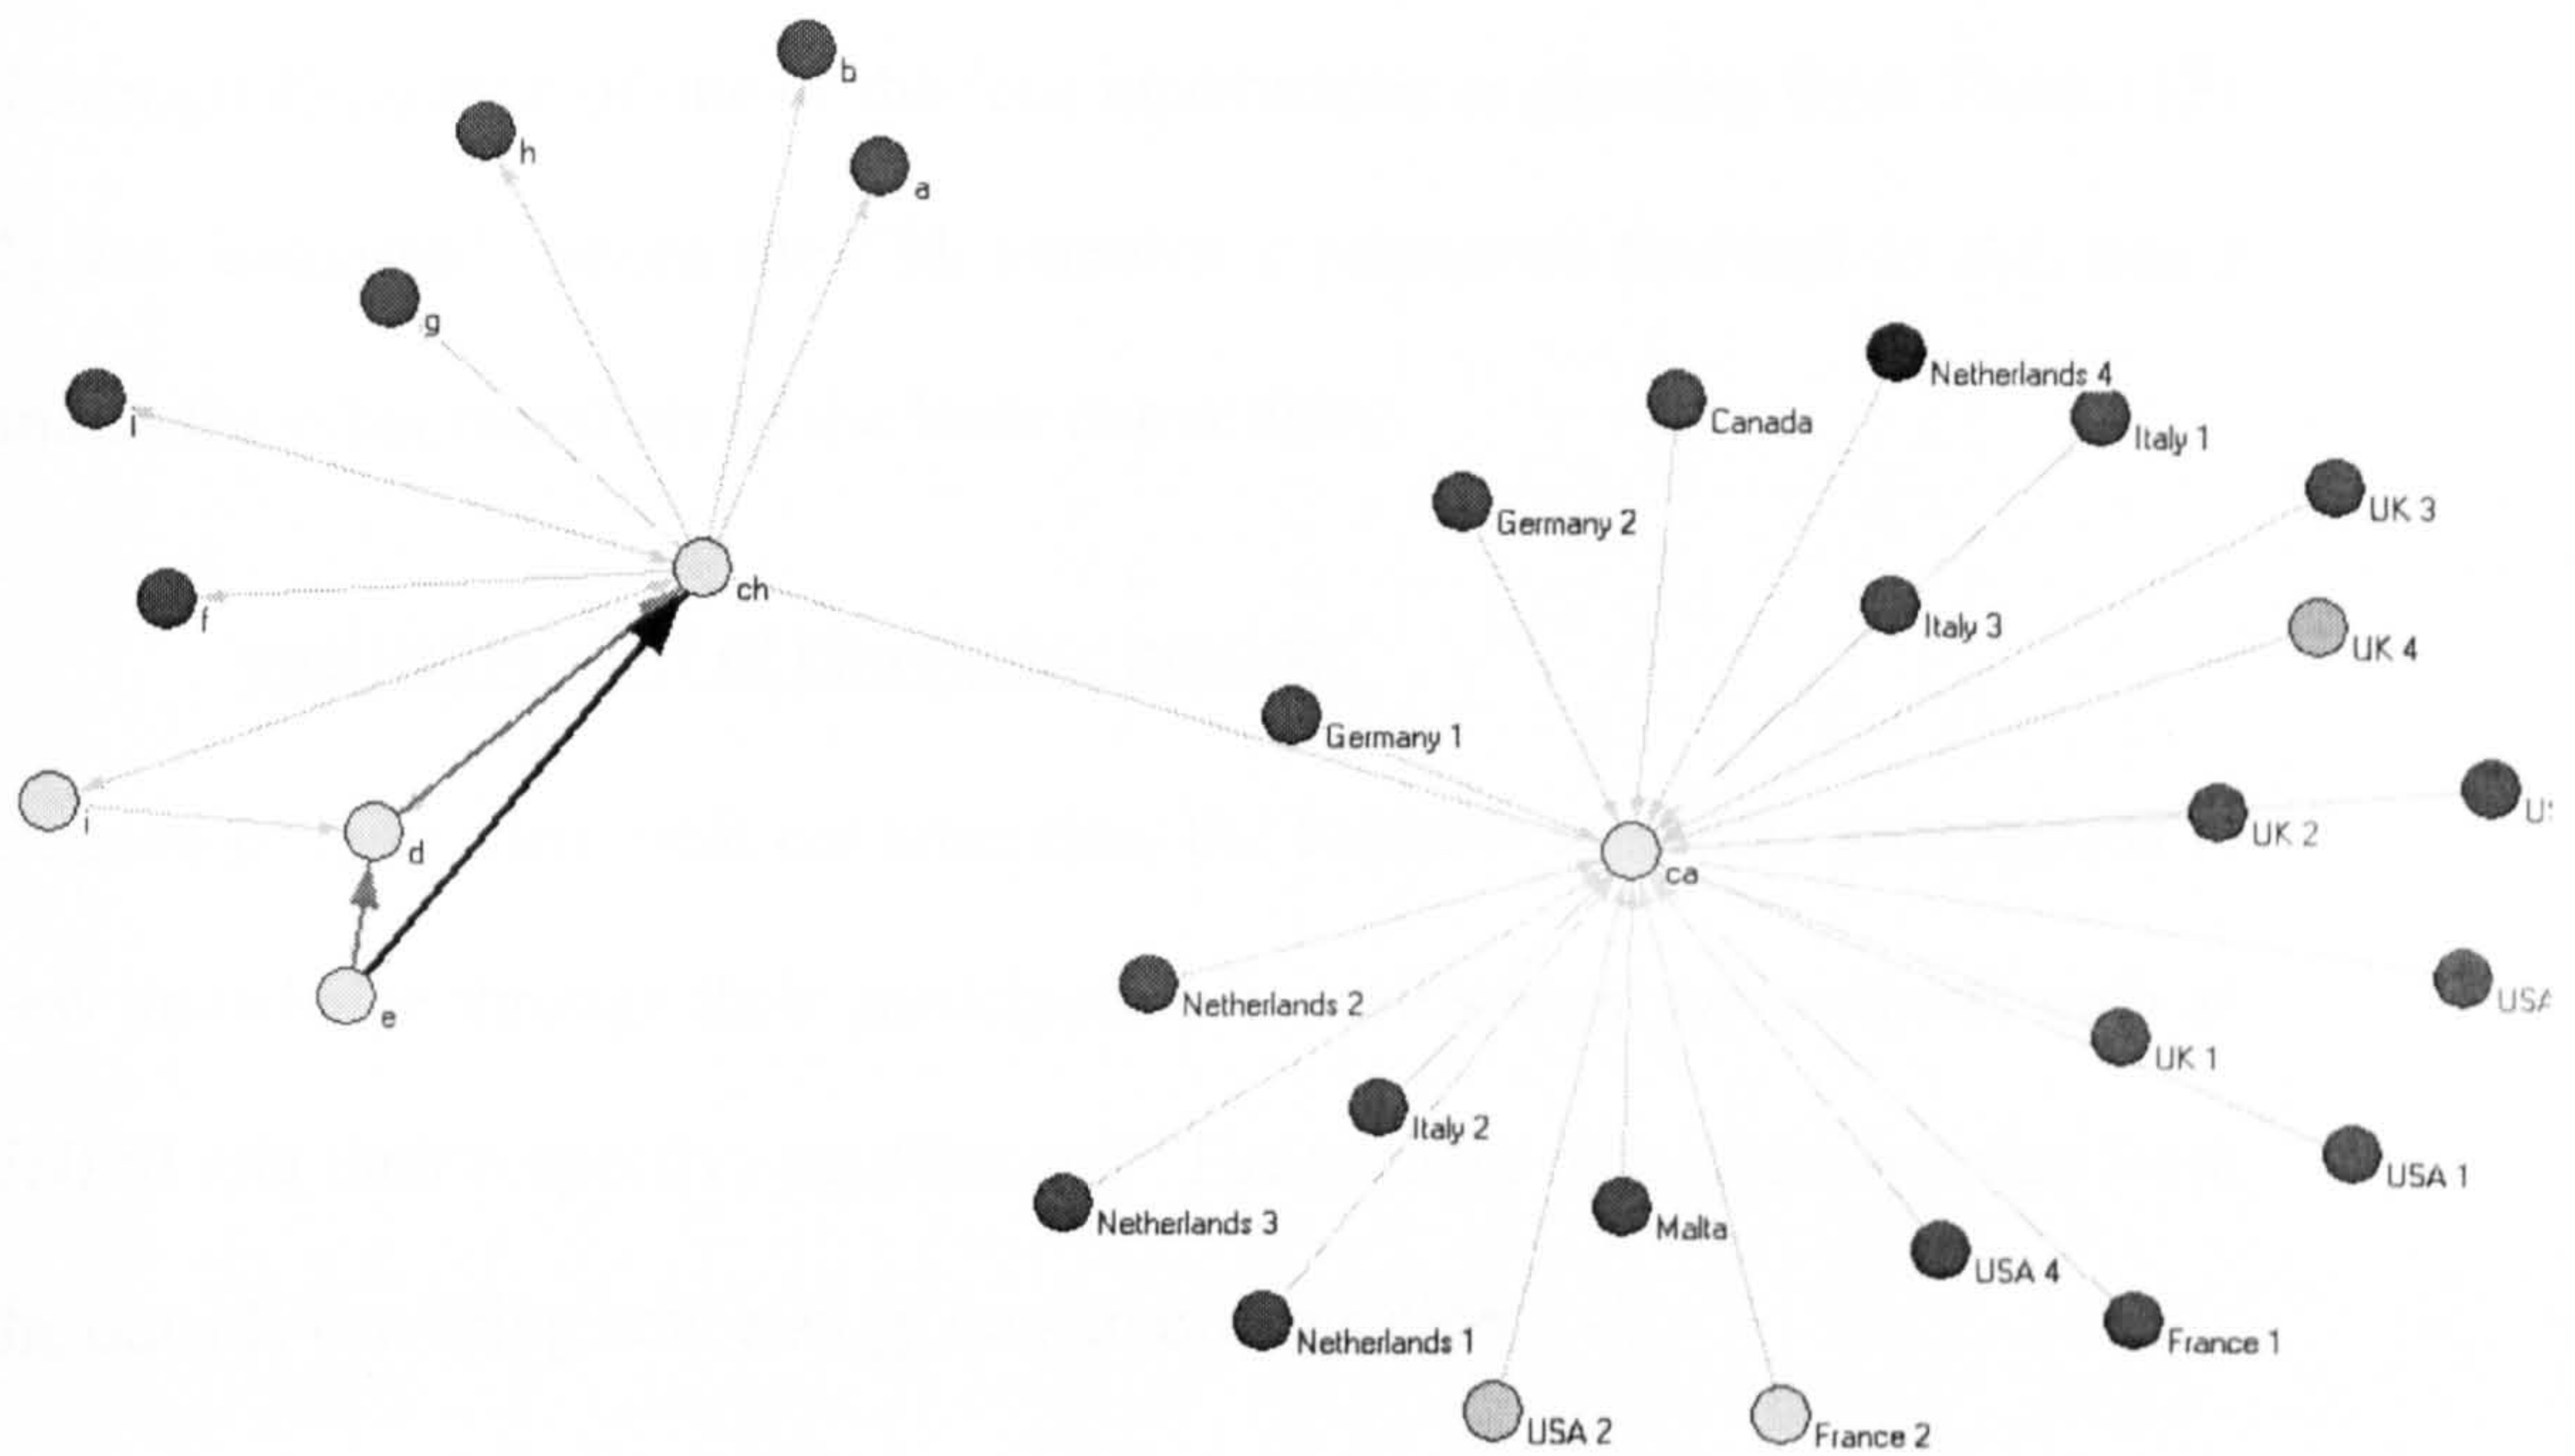 b
h
a
g
i
Netherlands 4
Canada
Italy 1
UK 3
Germany 2
ch
f
Italy 3
UK 4
Germany 1
i
d
ca
UK 2
e
Netherlands 2
USA
UK 1
Italy 2
USA 1
Netherlands 3
Malta
USA 4
Netherlands 1
France 1
USA 2
France 2